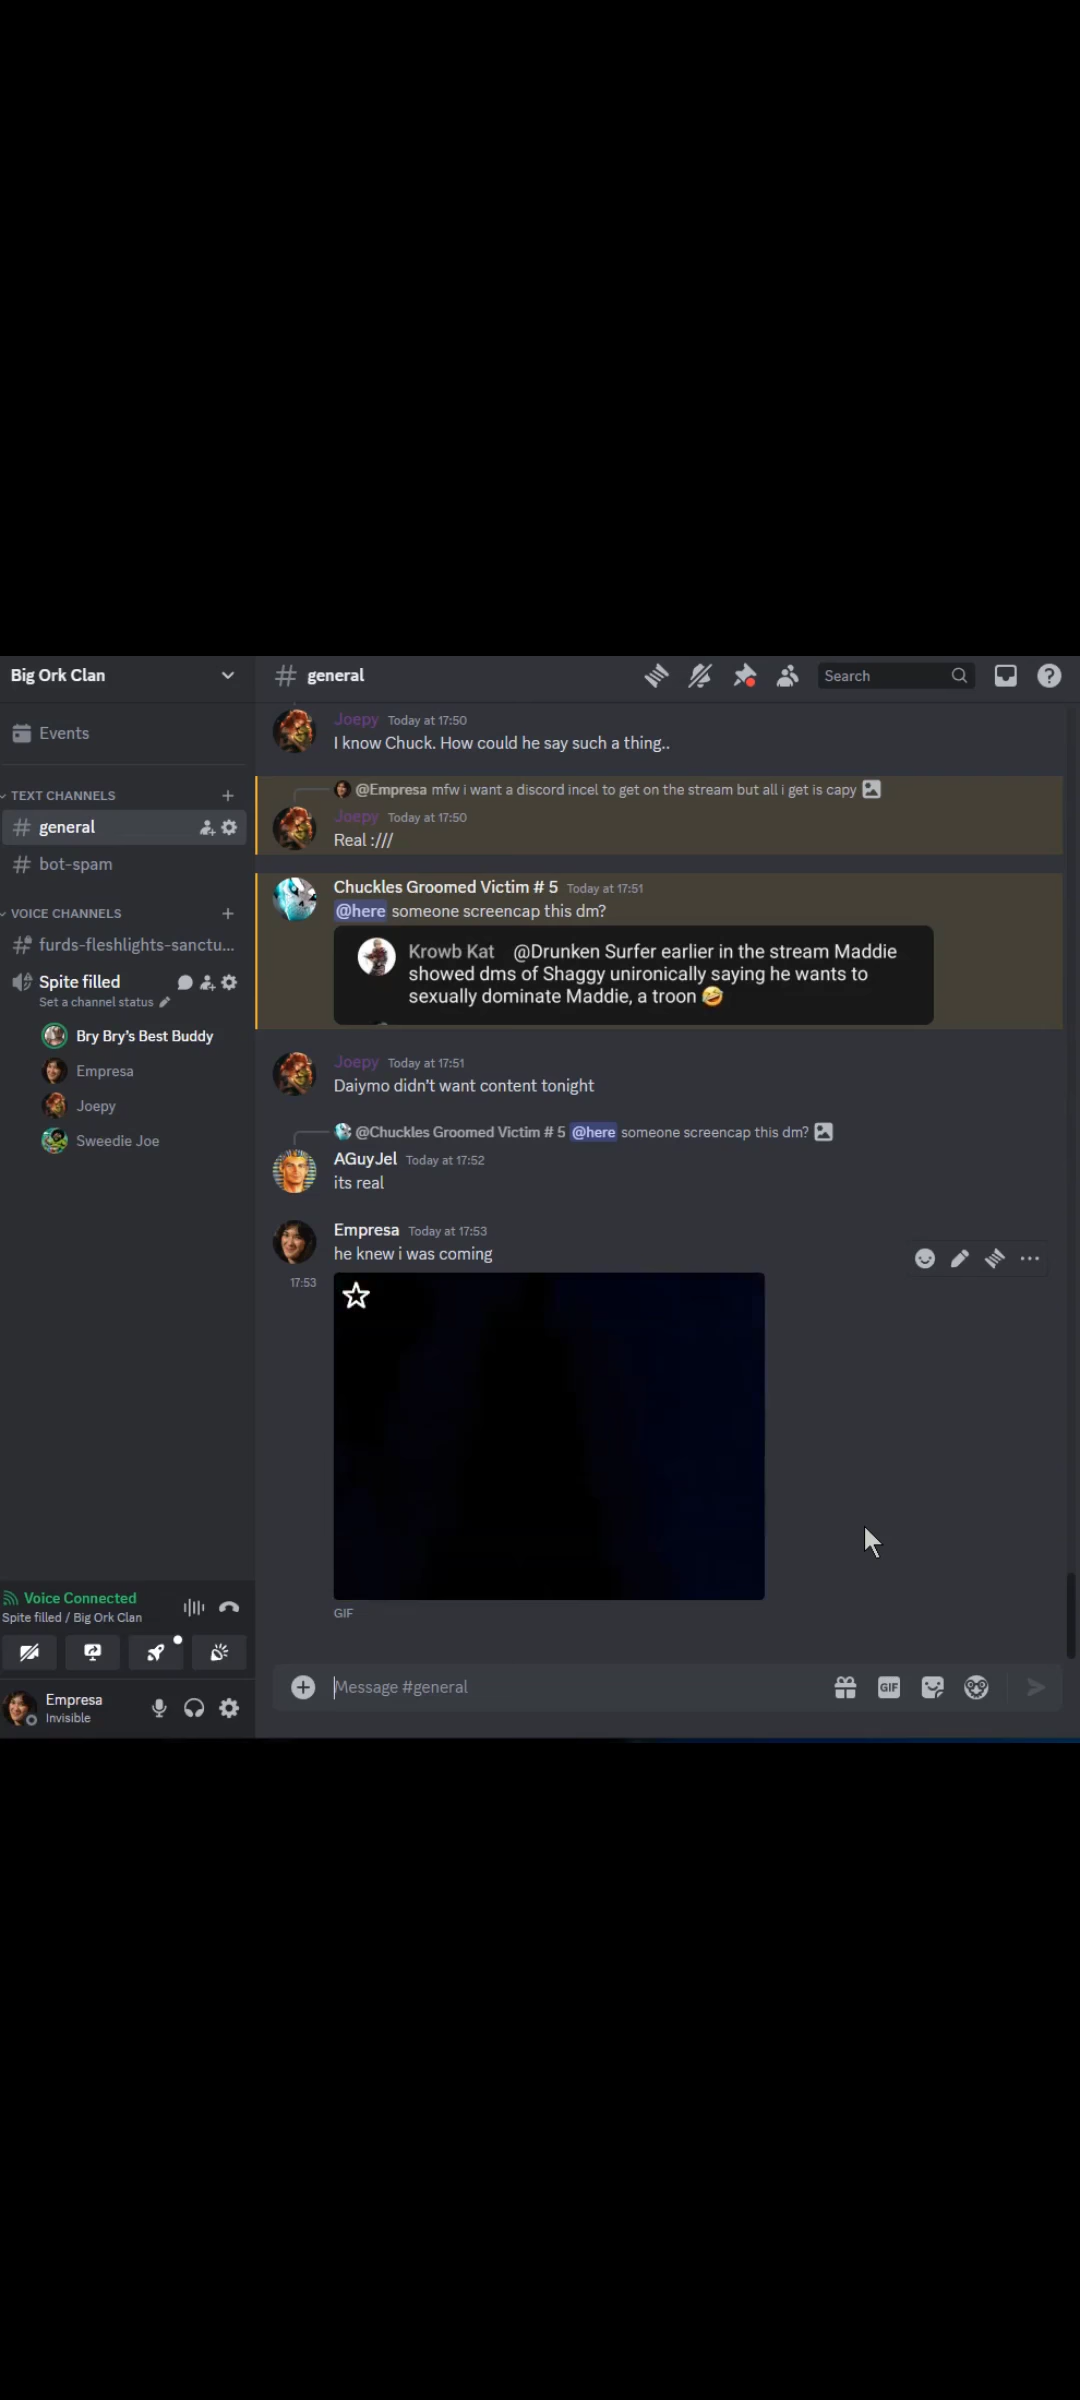 Big Ork Clan
Events
TEXT CHANNELS
general
bot-spam
VOICE CHANNELS
furds-fleshlights-sanctu...
Spite filled
Set a channel status
Bry Bry's Best Buddy
Empresa
Joepy
Sweedie Joe
Voice Connected
Spite filled / Big Ork Clan
Empresa
Invisible
general
Search
Joepy Today at 17:50
I know Chuck. How could he say such a thing..
@Empresa mfw i want a discord incel to get on the stream but all i get is capy
Joepy Today at 17:50
Real :///
Chuckles Groomed Victim # 5 Today at 17:51
@here someone screencap this dm?
Krowb Kat @Drunken Surfer earlier in the stream Maddie
showed dms of Shaggy unironically saying he wants to
sexually dominate Maddie, a troon 🤣
Joepy Today at 17:51
Daiymo didn't want content tonight
@Chuckles Groomed Victim # 5 @here someone screencap this dm?
AGuyJel Today at 17:52
its real
Empresa Today at 17:53
he knew i was coming
17:53
GIF
Message #general
GIF